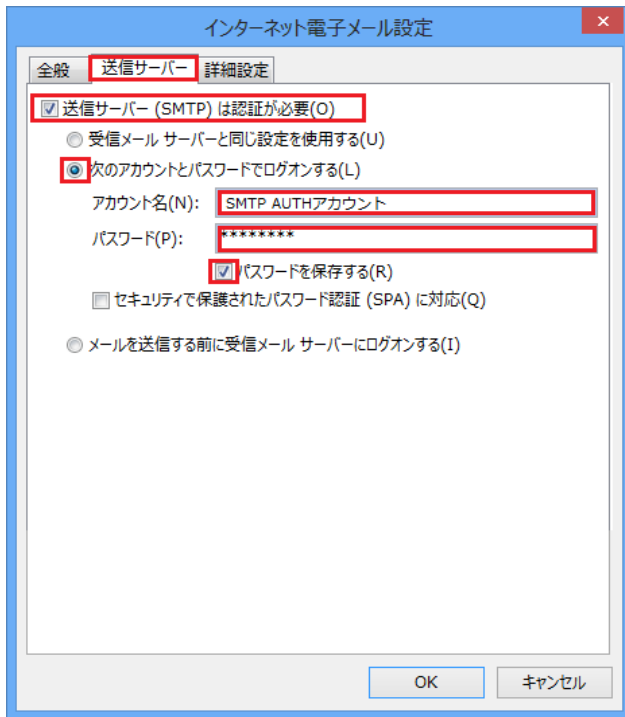 インターネット電子メール設定
×
全般 送信サーバー 詳細設定
送信サーバー (SMTP) は認証が必要(O)
受信メール サーバーと同じ設定を使用する(U)
次のアカウントとパスワードでログオンする(L)
アカウント名(N): SMTP AUTHアカウント
パスワード(P): ********
パスワードを保存する(R)
セキュリティで保護されたパスワード認証 (SPA) に対応(Q)
メールを送信する前に受信メール サーバーにログオンする(I)
OK キャンセル